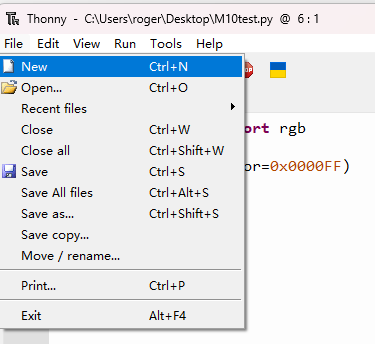 Thonny - C:\Users\roger\Desktop\M10test.py @ 6 : 1
File Edit View Run Tools Help
New Ctrl+N
Open... Ctrl+O
Recent files
ort rgb
Close Ctrl+W
Close all Ctrl+Shift+W
or=0x0000FF)
Save Ctrl+S
Save All files Ctrl+Alt+S
Save as... Ctrl+Shift+S
Save copy...
Move / rename...
Print... Ctrl+P
Exit Alt+F4